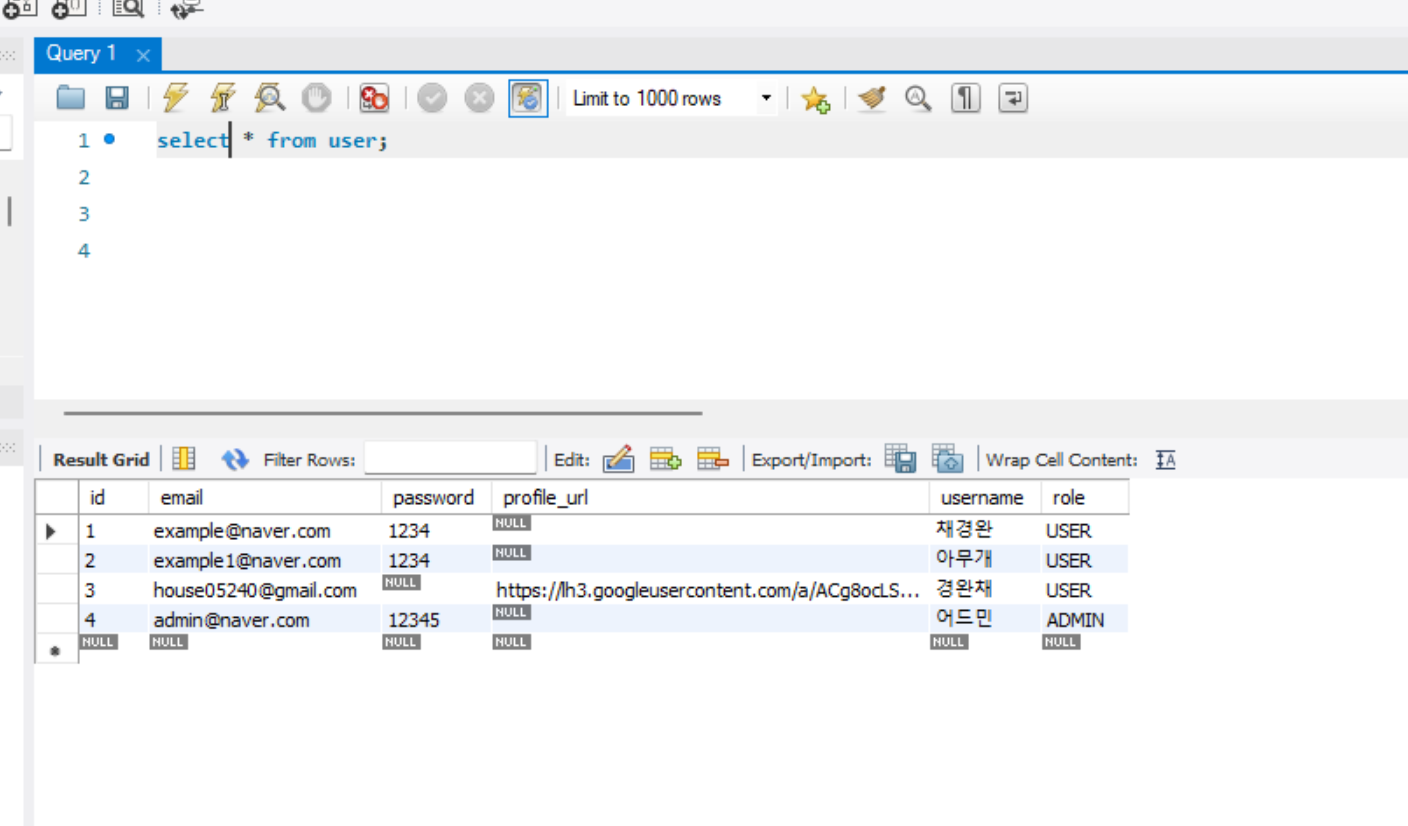 Query 1
Limit to 1000 rows
1 select * from user;
2
3
4
Result Grid Filter Rows: Edit: Export/Import: Wrap Cell Content:
id email password profile_url username role
1 example@naver.com 1234 NULL 채경완 USER
2 example1@naver.com 1234 NULL 아무개 USER
3 house05240@gmail.com NULL https://lh3.googleusercontent.com/a/ACg8ocLS... 경완채 USER
4 admin@naver.com 12345 NULL 어드민 ADMIN
NULL NULL NULL NULL NULL NULL